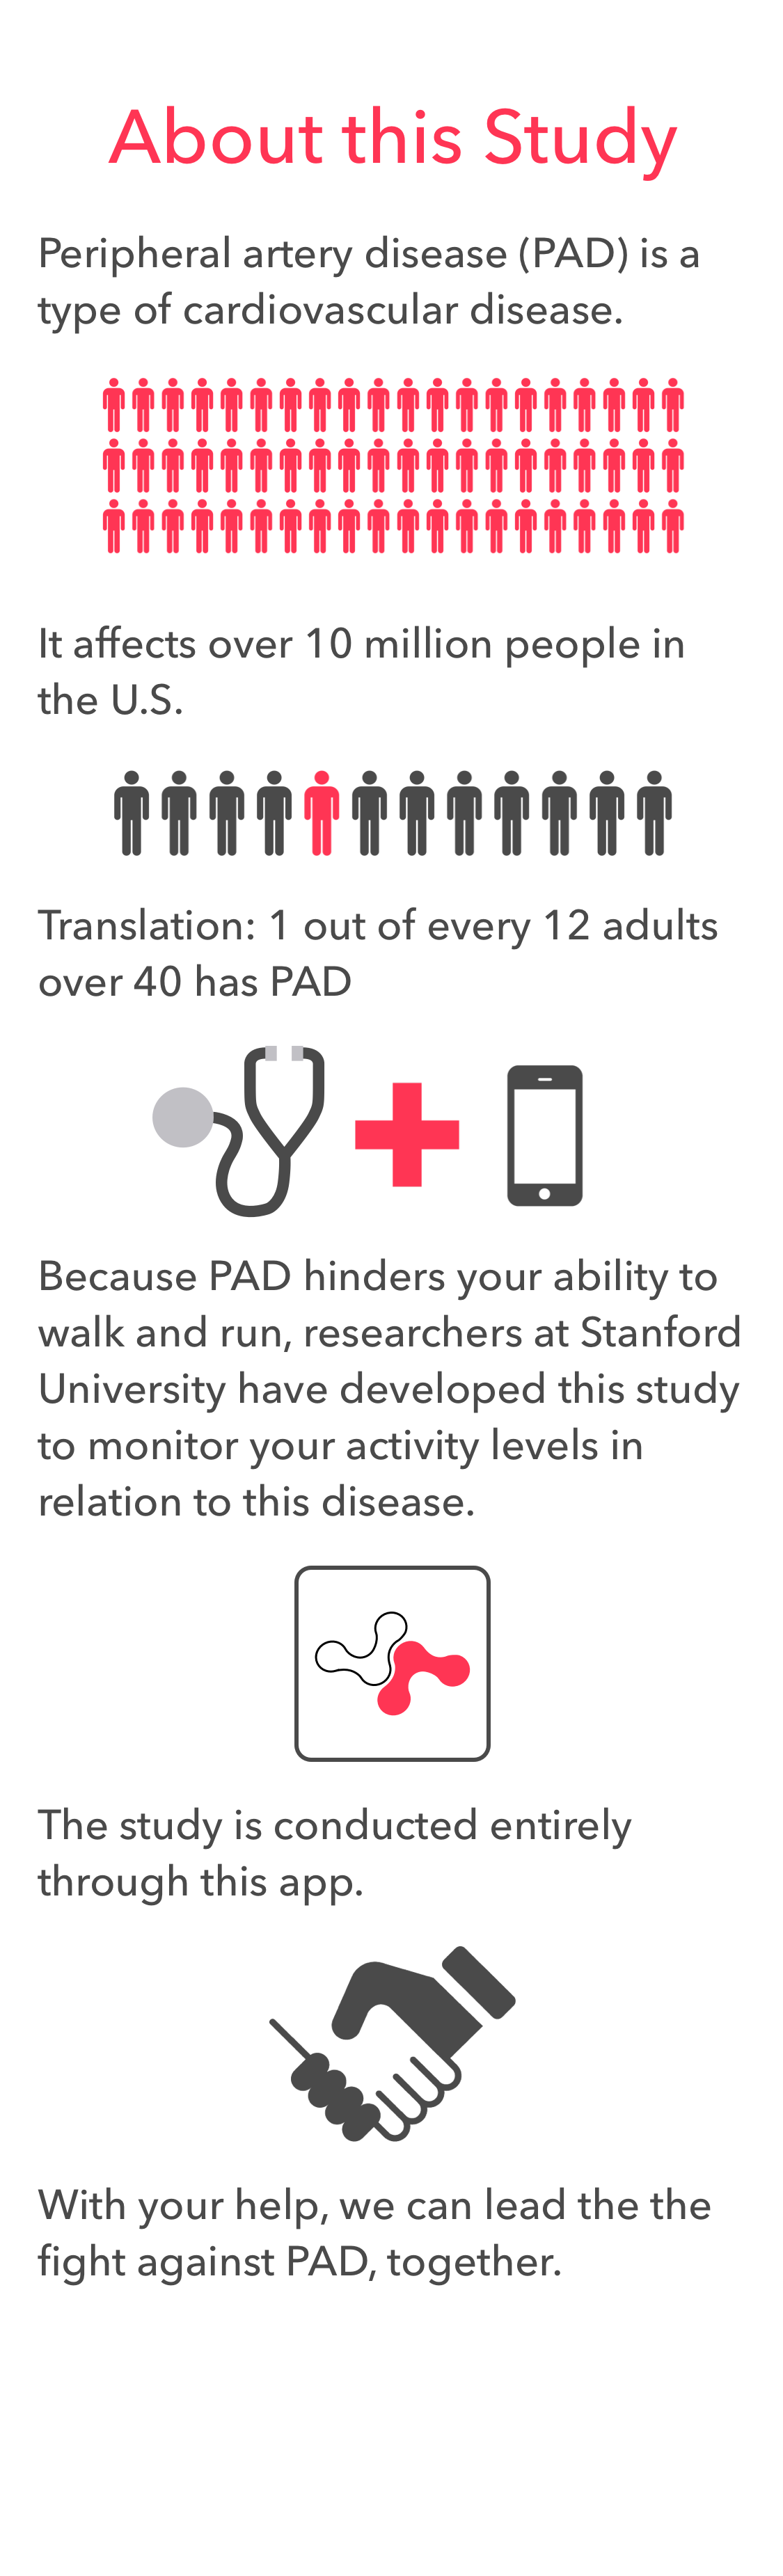 About this Study
Peripheral artery disease (PAD) is a
type of cardiovascular disease.
It affects over 10 million people in
the U.S.
Translation: 1 out of every 12 adults
over 40 has PAD
Because PAD hinders your ability to
walk and run, researchers at Stanford
University have developed this study
to monitor your activity levels in
relation to this disease.
The study is conducted entirely
through this app.
With your help, we can lead the the
fight against PAD, together.